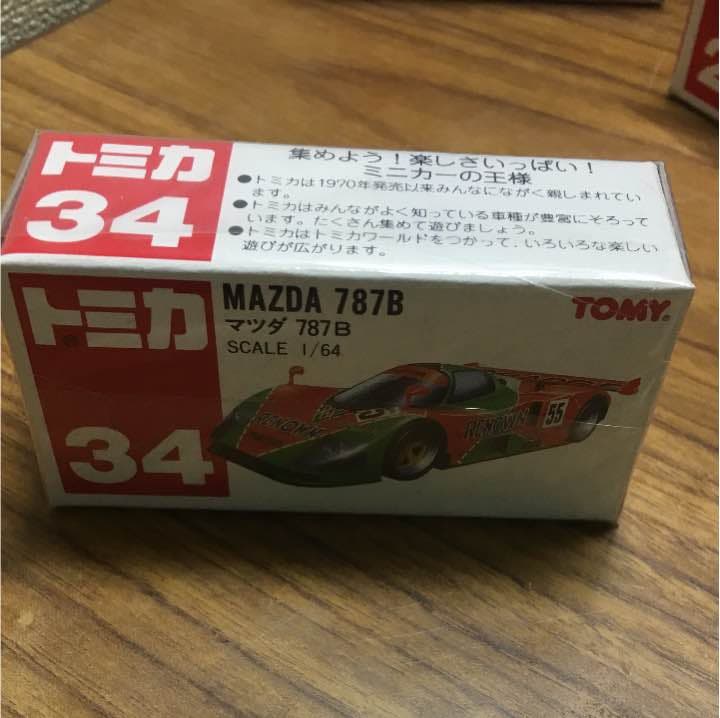 トミカ
34
集めよう！楽しさいっぱい！
ミニカーの王様
●トミカは1970年発売以来みんなにながく親しまれてい
ます。
●トミカはみんながよく知っている車種が豊富にそろって
います。たくさん集めて遊びましょう。
●トミカはトミカワールドをつかって、いろいろな楽しい
遊びが広がります。
トミカ
34
MAZDA 787B
マツダ 787B
SCALE 1/64
TOMY®
RENOWN
55
RENOWN
55
2